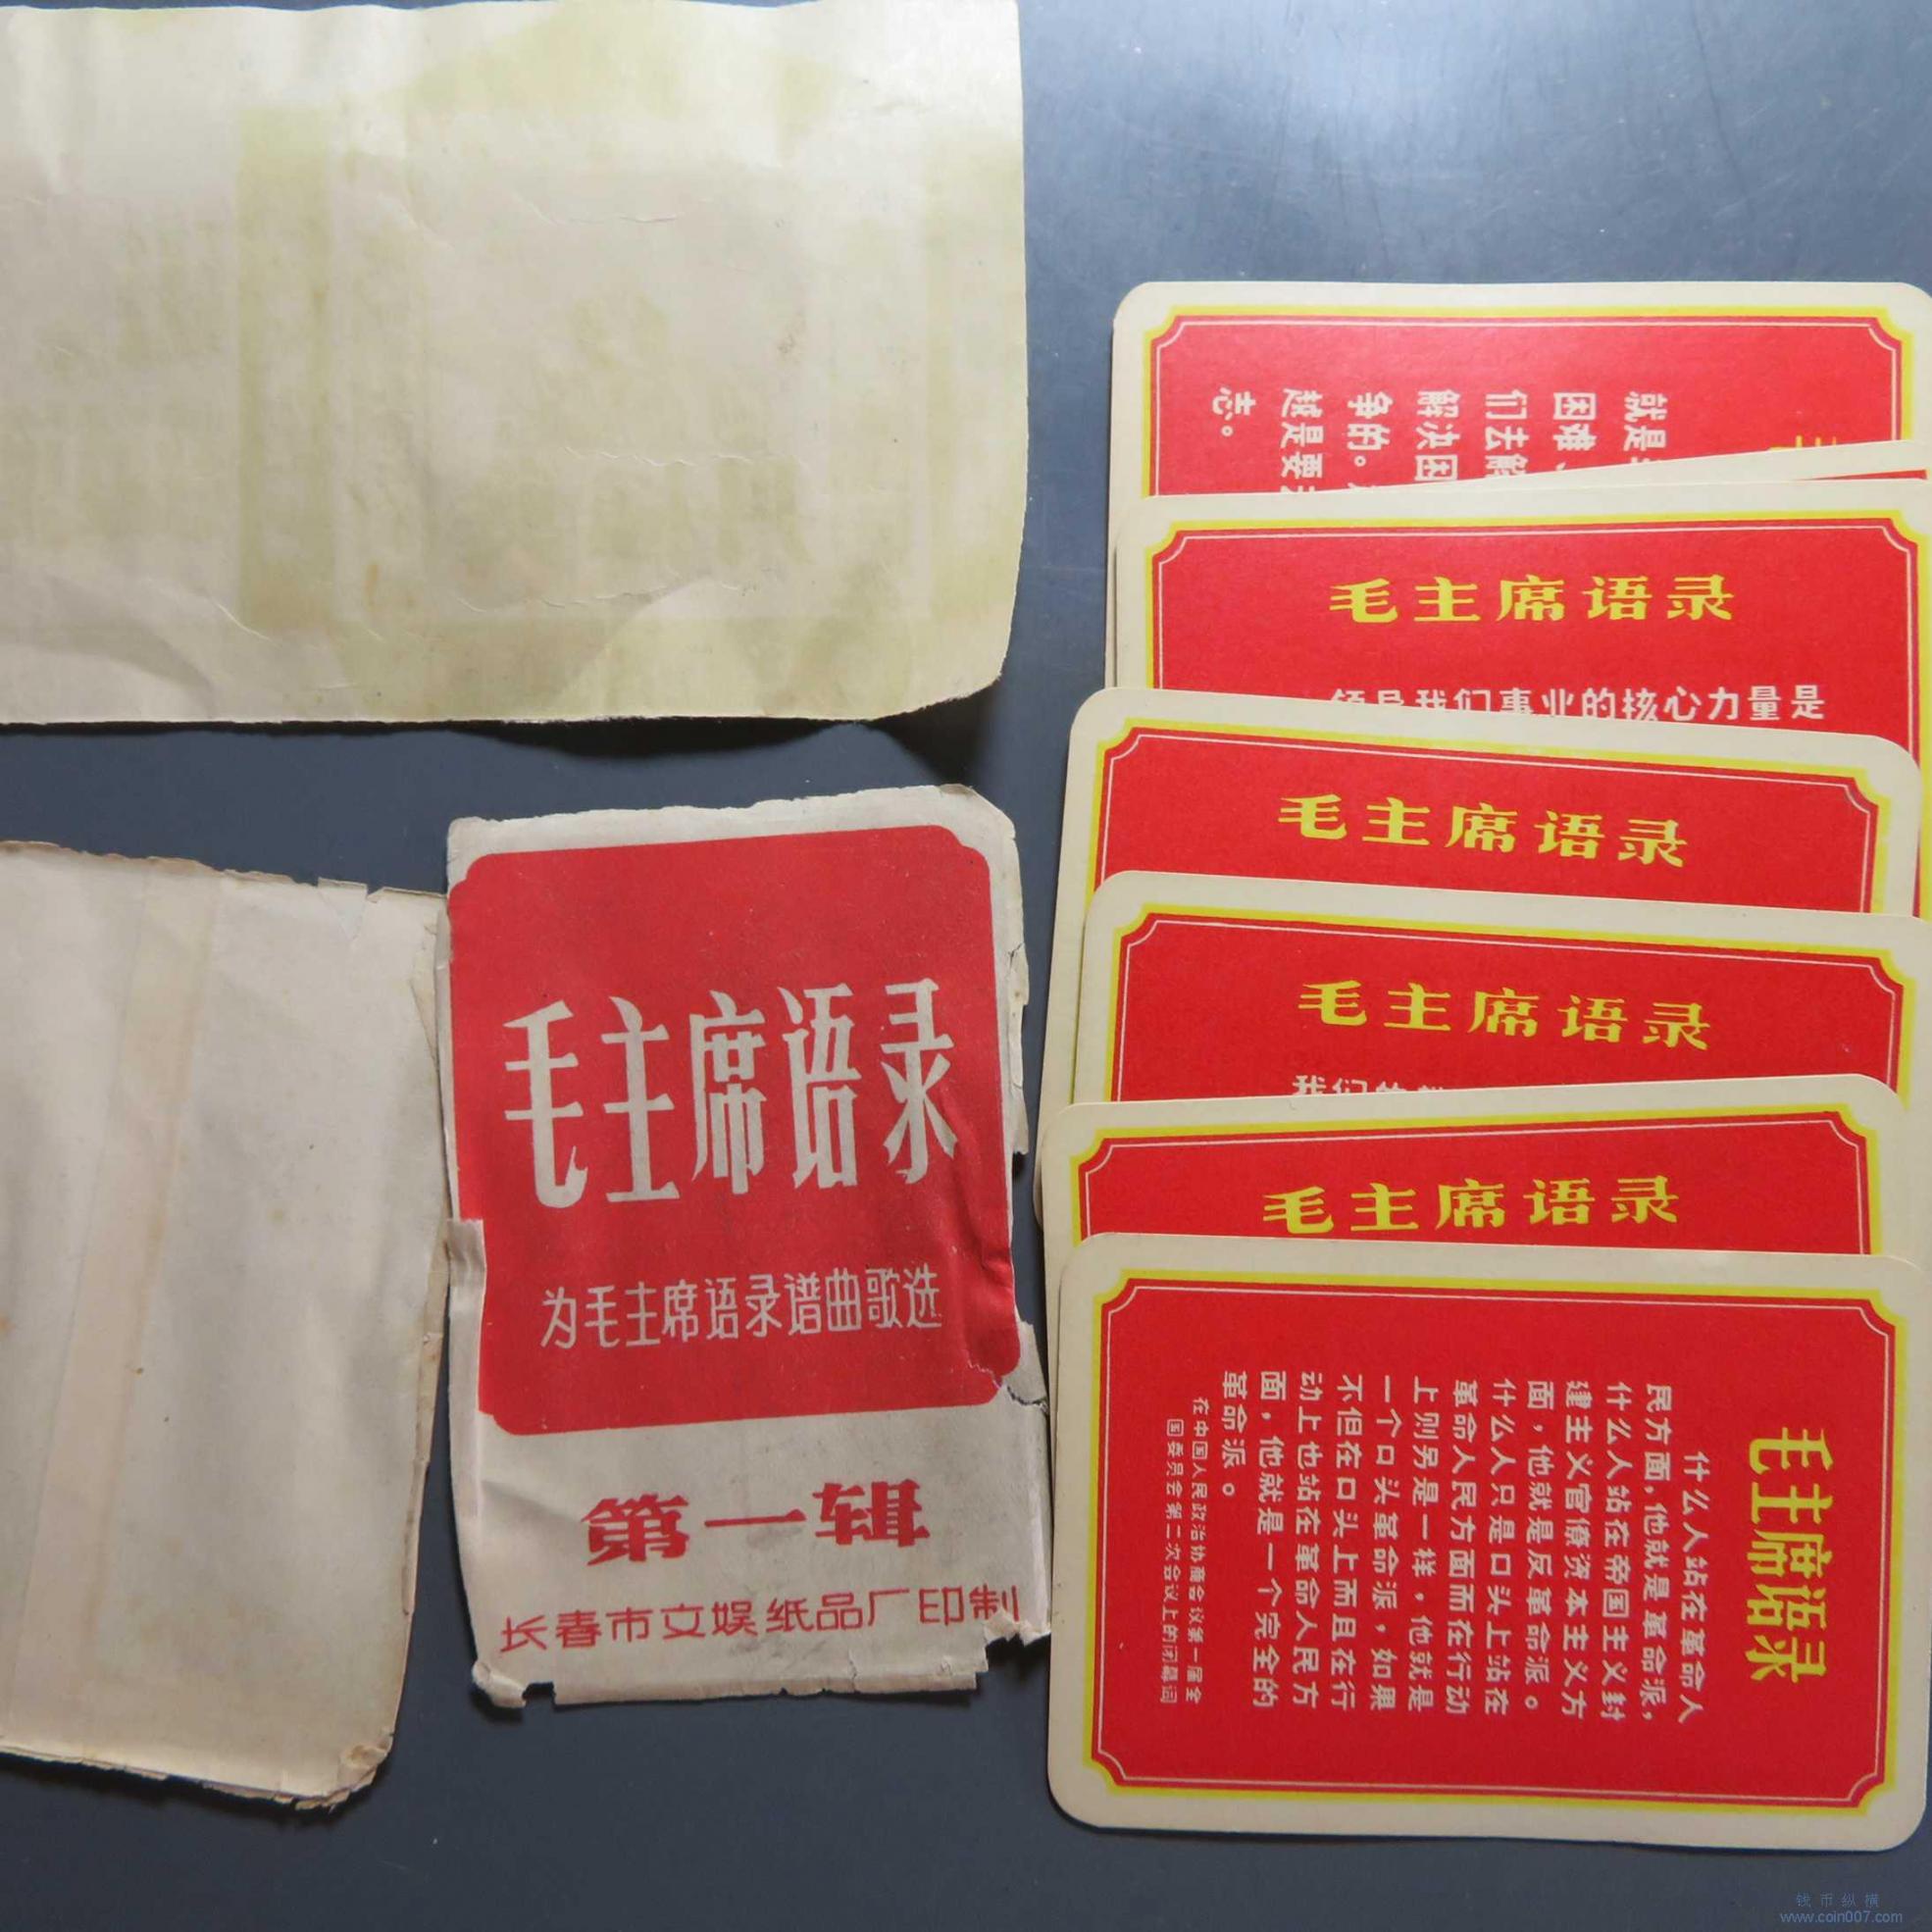 毛主席语录
为毛主席语录谱曲歌选
第一辑
长春市文娱纸品厂印制
就是
困难、
们去解
解决困
争的。
越是要
志。
毛主席语录
领导我们事业的核心力量是
毛主席语录
毛主席语录
我们的
毛主席语录
毛主席语录
什么人站在革命人
民方面，他就是革命派，
什么人站在帝国主义封
建主义官僚资本主义方
面，他就是反革命派。
什么人只是口头上站在
革命人民方面而在行动
上则另是一样，他就是
一个口头革命派，如果
不但在口头上而且在行
动上也站在革命人民方
面，他就是一个完全的
革命派。
在中国人民政治协商会议第一届全
国委员会第二次会议上的闭幕词
钱币纵横
www.coin007.com